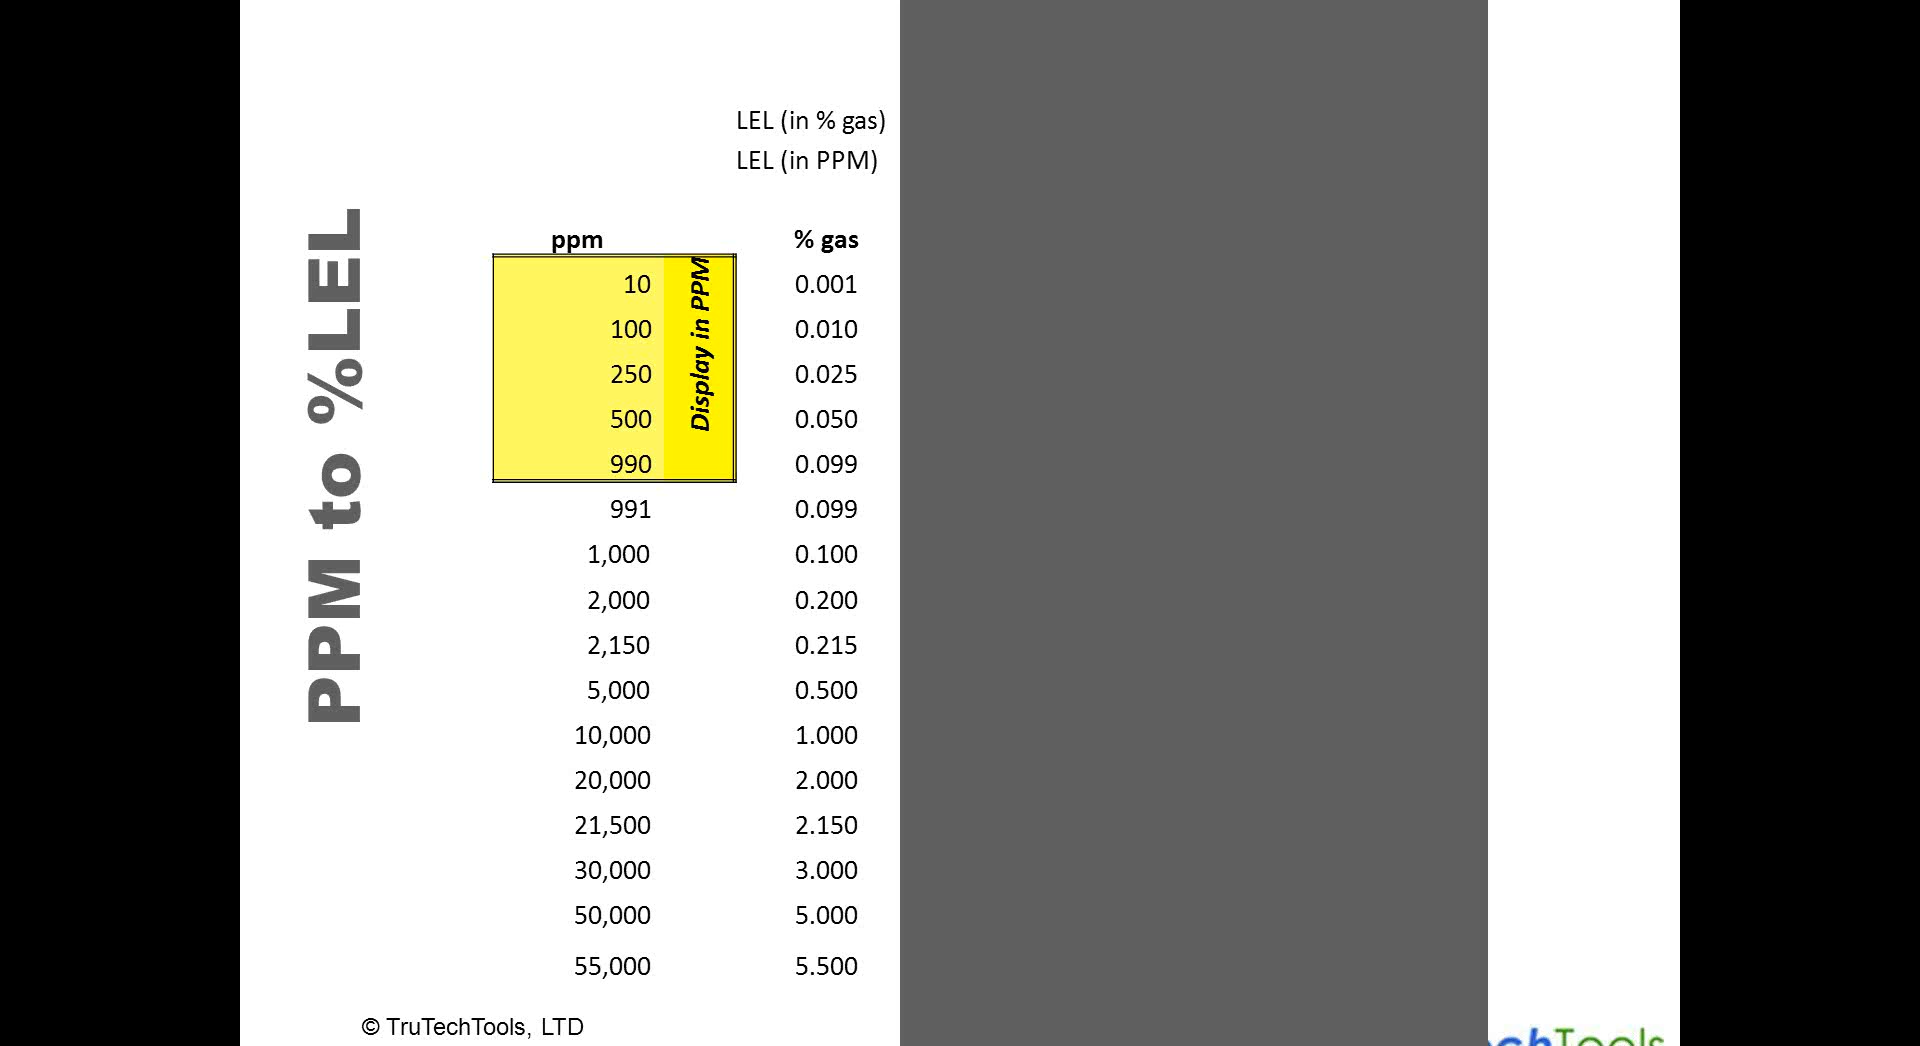 LEL (in % gas)
LEL (in PPM)
PPM to %LEL
ppm % gas
Display in PPM
10 0.001
100 0.010
250 0.025
500 0.050
990 0.099
991 0.099
1,000 0.100
2,000 0.200
2,150 0.215
5,000 0.500
10,000 1.000
20,000 2.000
21,500 2.150
30,000 3.000
50,000 5.000
55,000 5.500
© TruTechTools, LTD
chTools